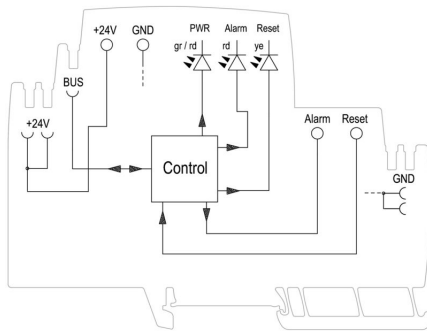 +24V GND PWR Alarm Reset
gr / rd rd ye
BUS
+24V
Alarm Reset
Control
GND